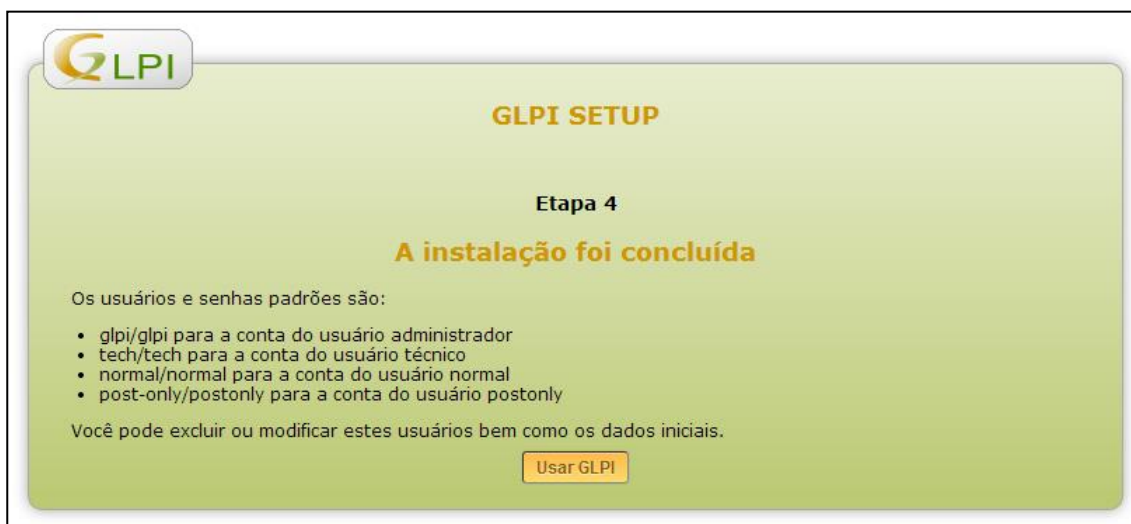 GLPI
GLPI SETUP
Etapa 4
A instalação foi concluída
Os usuários e senhas padrões são:
• glpi/glpi para a conta do usuário administrador
• tech/tech para a conta do usuário técnico
• normal/normal para a conta do usuário normal
• post-only/postonly para a conta do usuário postonly
Você pode excluir ou modificar estes usuários bem como os dados iniciais.
Usar GLPI